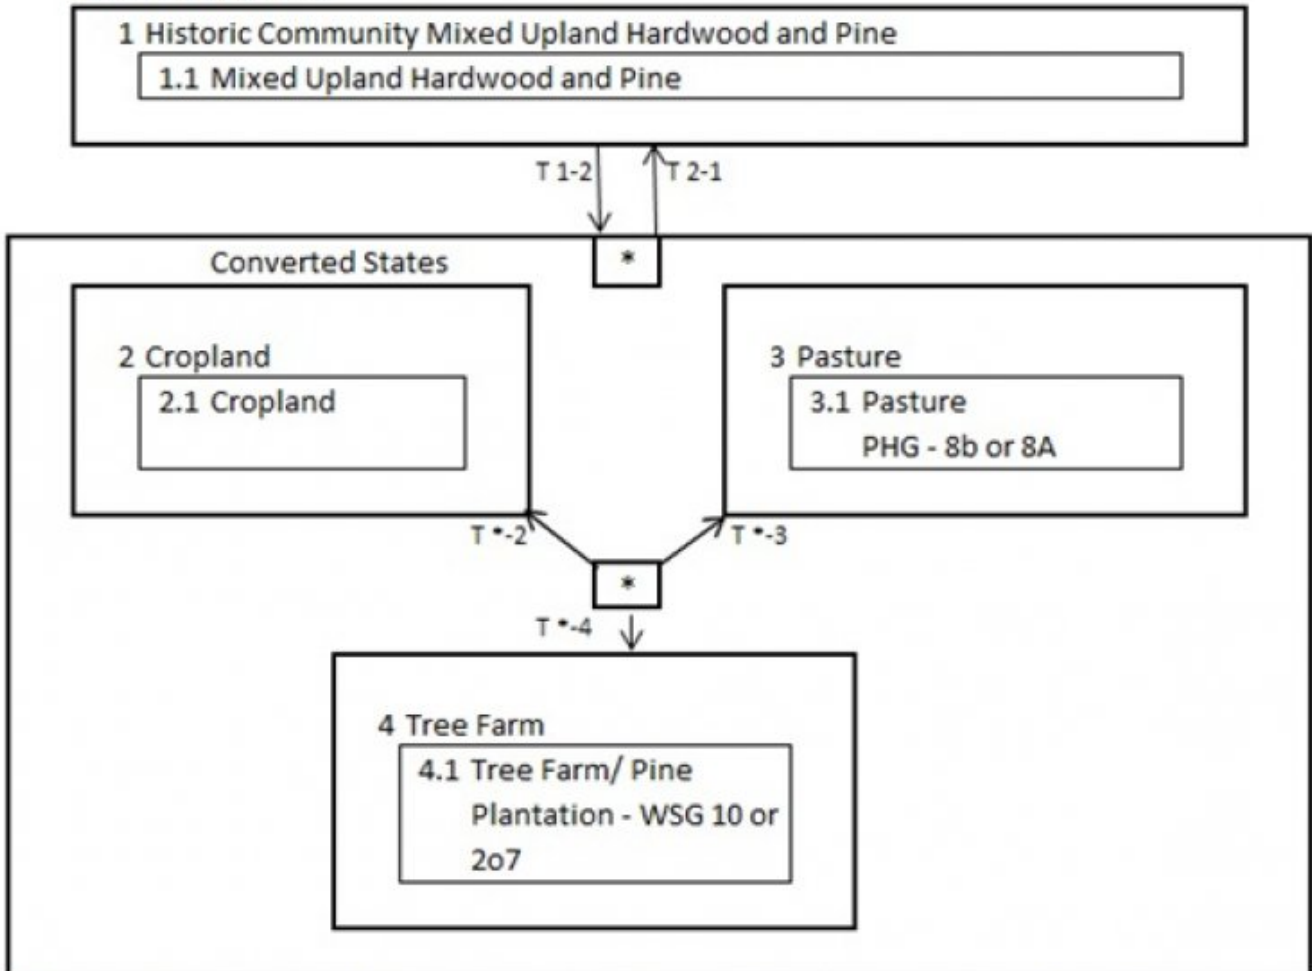 1 Historic Community Mixed Upland Hardwood and Pine
1.1 Mixed Upland Hardwood and Pine
T 1-2
T 2-1
Converted States
*
2 Cropland
2.1 Cropland
3 Pasture
3.1 Pasture
PHG - 8b or 8A
T *-2
T *-3
*
T *-4
4 Tree Farm
4.1 Tree Farm/ Pine
Plantation - WSG 10 or
2o7